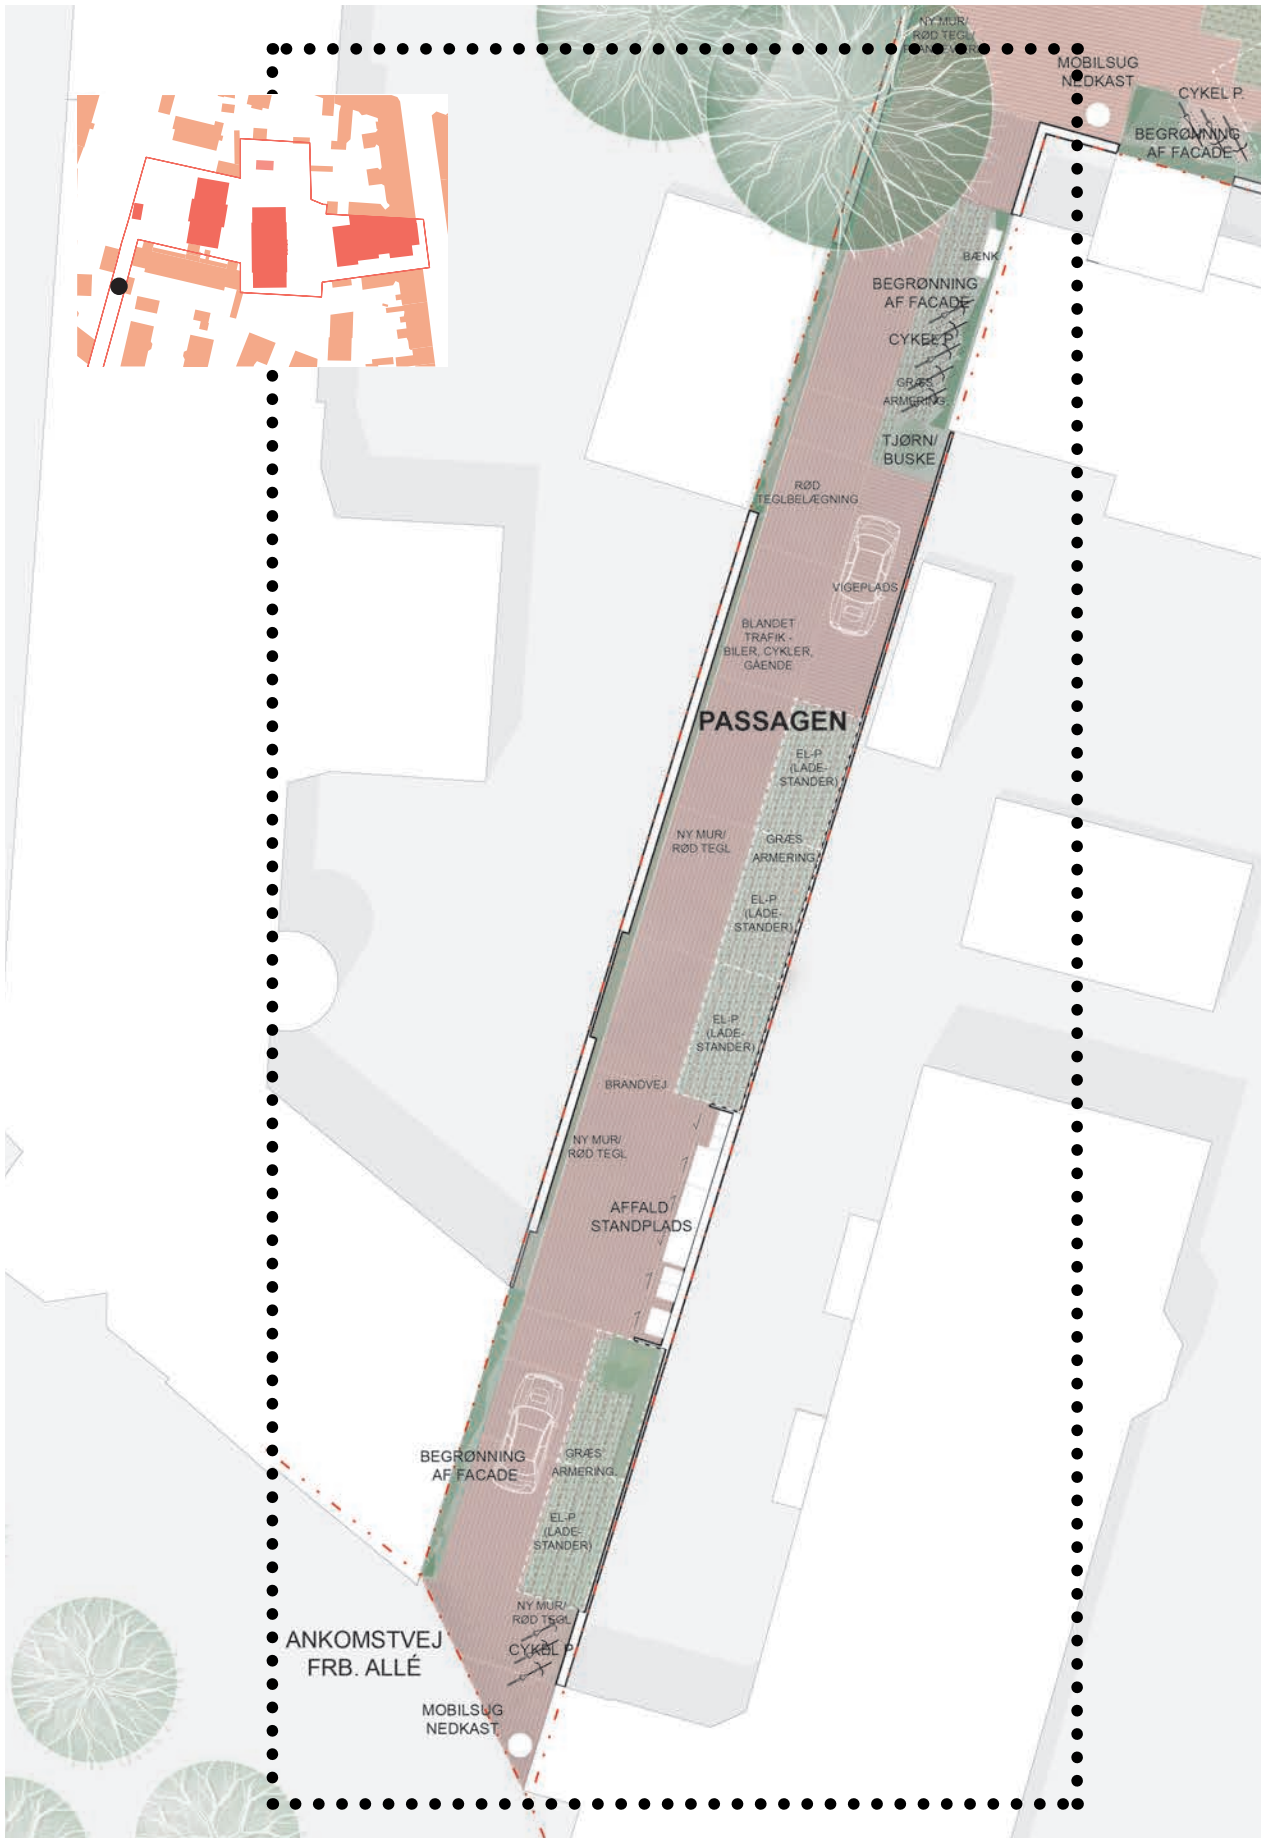 NY MUR/
RØD TEGL/
MOBILSUG
NEDKAST
CYKEL P.
BEGRØNNING
AF FACADE
BÆNK
BEGRØNNING
AF FACADE
CYKEL P.
GRÆS
ARMERING
TJØRN/
BUSKE
RØD
TEGLBELÆGNING
VIGEPLADS
BLANDET
TRAFIK -
BILER, CYKLER,
GÅENDE
PASSAGEN
EL-P
(LADE-
STANDER)
NY MUR/
RØD TEGL
GRÆS
ARMERING
EL-P
(LADE-
STANDER)
EL-P
(LADE-
STANDER)
BRANDVEJ
NY MUR/
RØD TEGL
AFFALD
STANDPLADS
BEGRØNNING
AF FACADE
GRÆS
ARMERING
EL-P
(LADE-
STANDER)
NY MUR/
RØD TEGL
CYKEL P
ANKOMSTVEJ
FRB. ALLÉ
MOBILSUG
NEDKAST